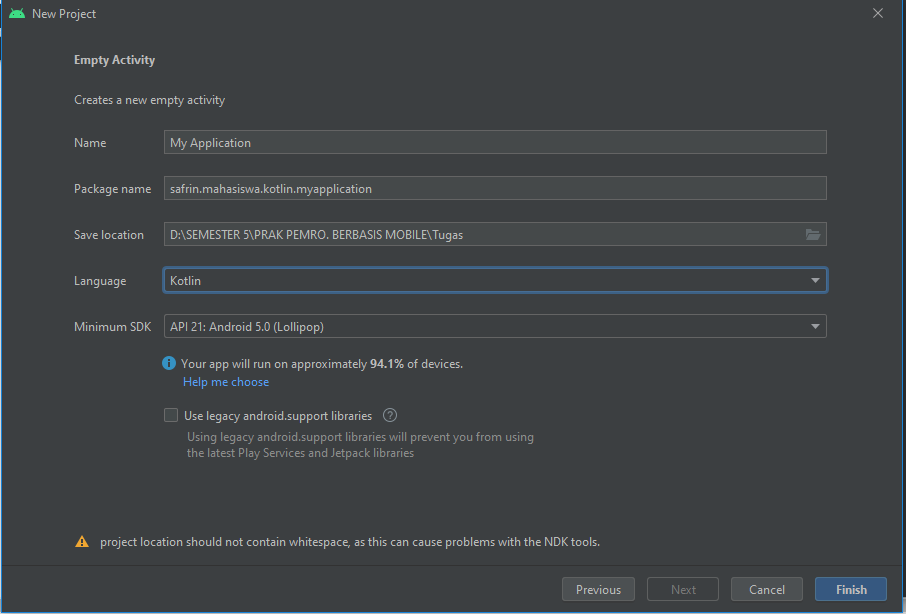 New Project
Empty Activity
Creates a new empty activity
Name
My Application
Package name
safrin.mahasiswa.kotlin.myapplication
Save location
D:\SEMESTER 5\PRAK PEMRO. BERBASIS MOBILE\Tugas
Language
Kotlin
Minimum SDK
API 21: Android 5.0 (Lollipop)
Your app will run on approximately 94.1% of devices.
Help me choose
Use legacy android.support libraries
Using legacy android.support libraries will prevent you from using
the latest Play Services and Jetpack libraries
project location should not contain whitespace, as this can cause problems with the NDK tools.
Previous
Next
Cancel
Finish